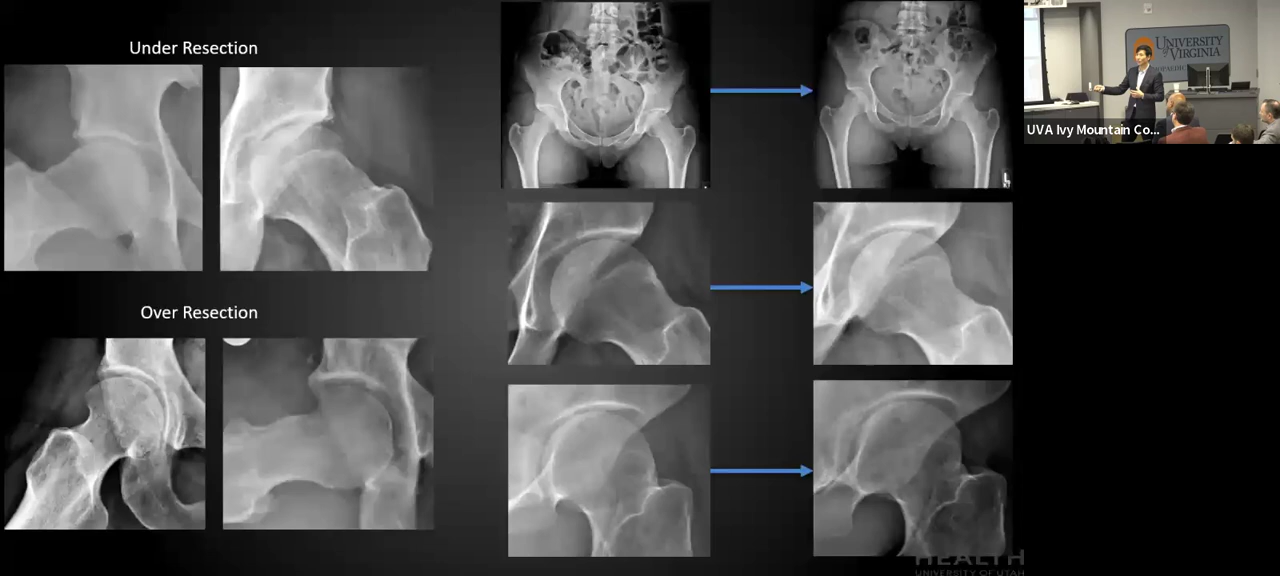 Under Resection
Over Resection
UNIVERSITY
of VIRGINIA
UVA Ivy Mountain Co...
HEALTH
UNIVERSITY OF UTAH
L